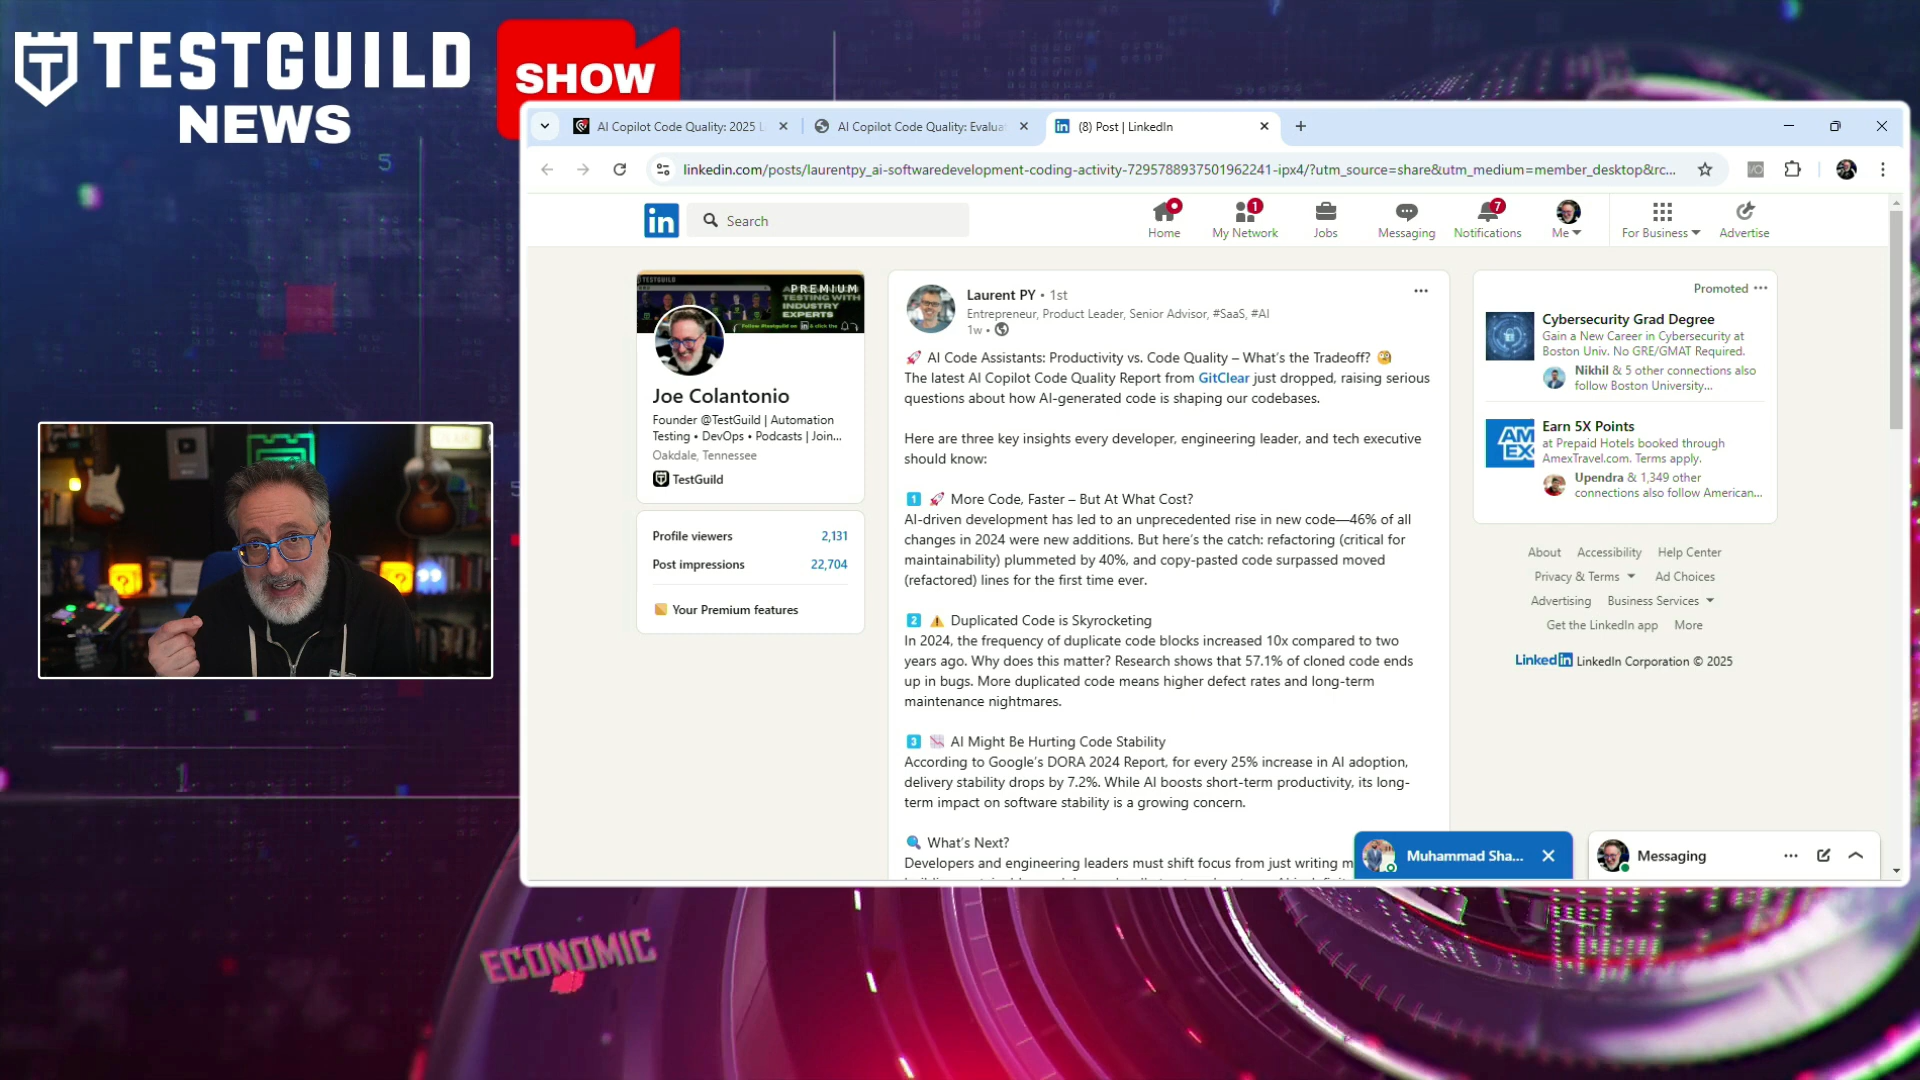 TESTGUILD
NEWS
SHOW
AI Copilot Code Quality: 2025 L
AI Copilot Code Quality: Evalua
(8) Post | LinkedIn
linkedin.com/posts/laurentpy_ai-softwaredevelopment-coding-activity-7295788937501962241-ipx4/?utm_source=share&utm_medium=member_desktop&rc...
in
Search
Home
1
My Network
Jobs
Messaging
7
Notifications
Me
For Business
Advertise
TESTGUILD
PREMIUM
TESTING WITH
INDUSTRY
EXPERTS
Joe Colantonio
Founder @TestGuild | Automation
Testing • DevOps • Podcasts | Join...
Oakdale, Tennessee
TestGuild
Profile viewers 2,131
Post impressions 22,704
Your Premium features
Laurent PY • 1st
Entrepreneur, Product Leader, Senior Advisor, #SaaS, #AI
1w •
🚀 AI Code Assistants: Productivity vs. Code Quality – What's the Tradeoff? 🧐
The latest AI Copilot Code Quality Report from GitClear just dropped, raising serious
questions about how AI-generated code is shaping our codebases.
Here are three key insights every developer, engineering leader, and tech executive
should know:
1️⃣ 🚀 More Code, Faster – But At What Cost?
AI-driven development has led to an unprecedented rise in new code—46% of all
changes in 2024 were new additions. But here's the catch: refactoring (critical for
maintainability) plummeted by 40%, and copy-pasted code surpassed moved
(refactored) lines for the first time ever.
2️⃣ ⚠️ Duplicated Code is Skyrocketing
In 2024, the frequency of duplicate code blocks increased 10x compared to two
years ago. Why does this matter? Research shows that 57.1% of cloned code ends
up in bugs. More duplicated code means higher defect rates and long-term
maintenance nightmares.
3️⃣ 📉 AI Might Be Hurting Code Stability
According to Google's DORA 2024 Report, for every 25% increase in AI adoption,
delivery stability drops by 7.2%. While AI boosts short-term productivity, its long-
term impact on software stability is a growing concern.
🔍 What's Next?
Developers and engineering leaders must shift focus from just writing m
Promoted
Cybersecurity Grad Degree
Gain a New Career in Cybersecurity at
Boston Univ. No GRE/GMAT Required.
Nikhil & 5 other connections also
follow Boston University...
AM
EX
Earn 5X Points
at Prepaid Hotels booked through
AmexTravel.com. Terms apply.
Upendra & 1,349 other
connections also follow American...
About Accessibility Help Center
Privacy & Terms Ad Choices
Advertising Business Services
Get the LinkedIn app More
LinkedIn LinkedIn Corporation © 2025
Muhammad Sha...
Messaging
ECONOMIC